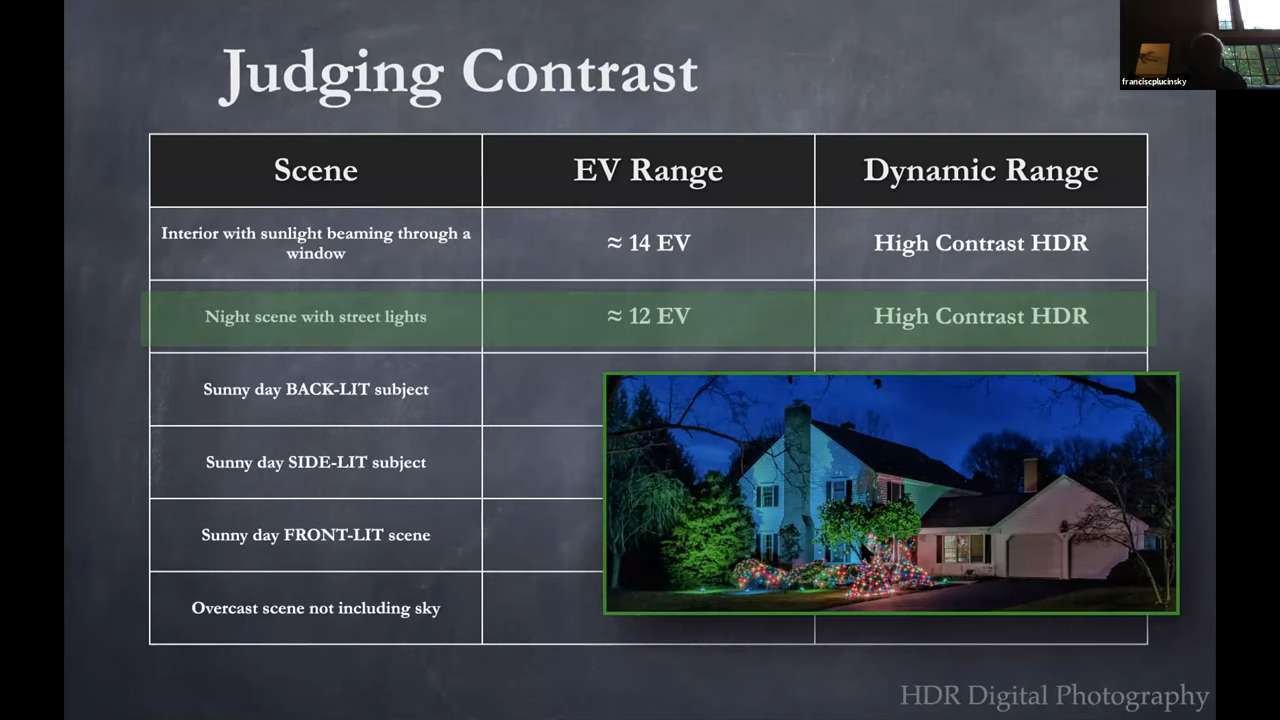 Judging Contrast
franciscplucinsky
Scene EV Range Dynamic Range
Interior with sunlight beaming through a
window
≈ 14 EV High Contrast HDR
Night scene with street lights ≈ 12 EV High Contrast HDR
Sunny day BACK-LIT subject
Sunny day SIDE-LIT subject
Sunny day FRONT-LIT scene
Overcast scene not including sky
HDR Digital Photography